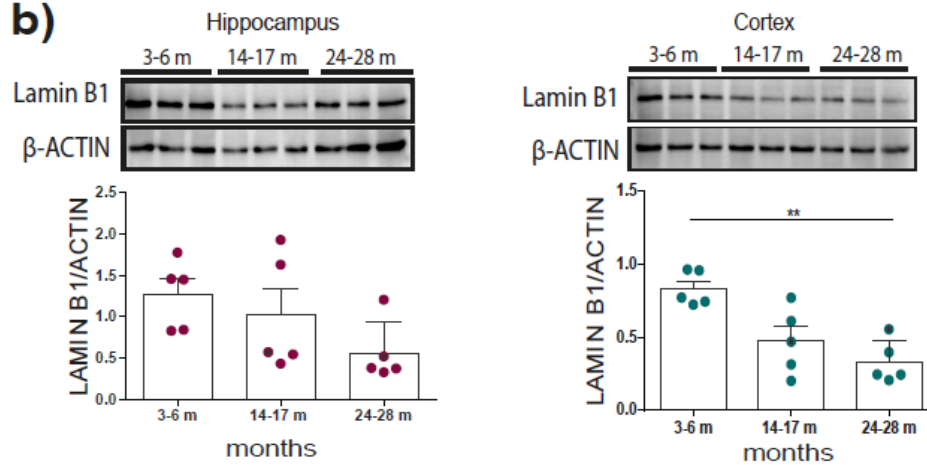 b)
Hippocampus
3-6 m 14-17 m 24-28 m
Lamin B1
β-ACTIN
LAMIN B1/ACTIN
2.5
2.0
1.5
1.0
0.5
0.0
3-6 m 14-17 m 24-28 m
months
Cortex
3-6 m 14-17 m 24-28 m
Lamin B1
β-ACTIN
LAMIN B1/ACTIN
1.5
1.0
0.5
0.0
**
3-6 m 14-17 m 24-28 m
months